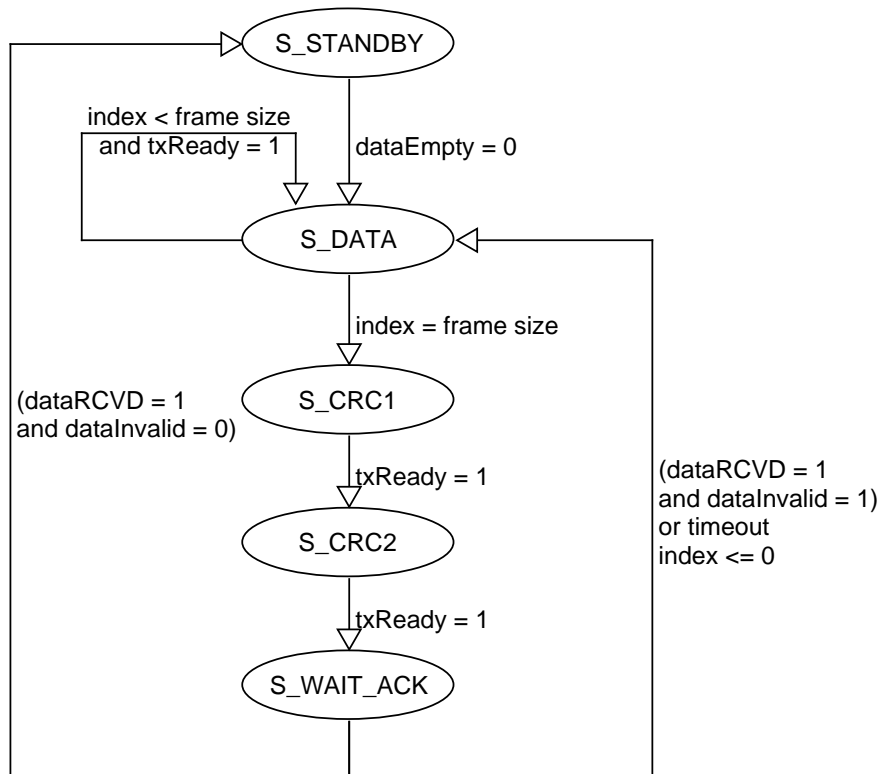 S_STANDBY
index < frame size
and txReady = 1
dataEmpty = 0
S_DATA
index = frame size
S_CRC1
(dataRCVD = 1
and dataInvalid = 0)
txReady = 1
(dataRCVD = 1
and dataInvalid = 1)
or timeout
index <= 0
S_CRC2
txReady = 1
S_WAIT_ACK